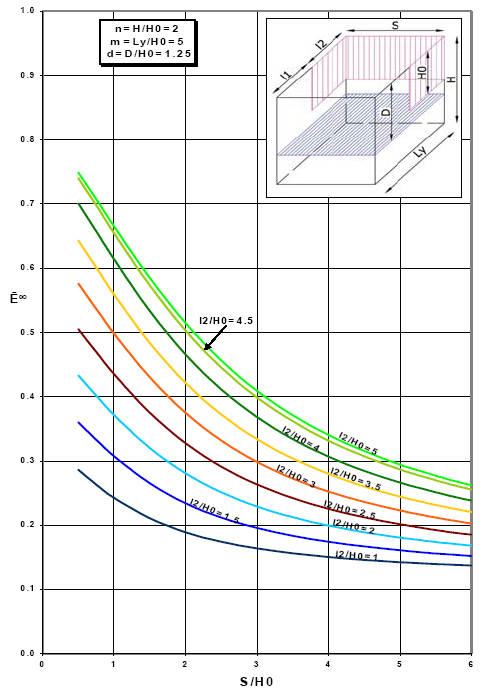 n = H/H0 = 2
m = Ly/H0 = 5
d = D/H0 = 1.25
S
l2
l1
H0
H
D
Ly
1.0
0.9
0.8
0.7
0.6
0.5
0.4
0.3
0.2
0.1
0.0
Ē∞
l2/H0 = 4.5
l2/H0 = 5
l2/H0 = 4
l2/H0 = 3.5
l2/H0 = 3
l2/H0 = 2.5
l2/H0 = 2
l2/H0 = 1.5
l2/H0 = 1
0 1 2 3 4 5 6
S/H0